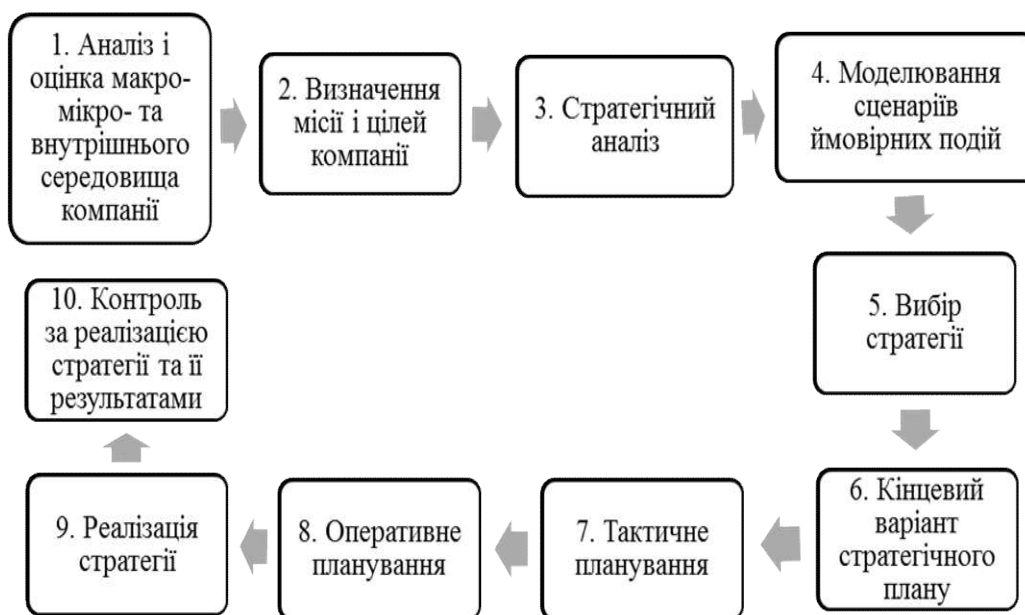 1. Аналіз і
оцінка макро-
мікро- та
внутрішнього
середовища
компанії
2. Визначення
місії і цілей
компанії
3. Стратегічний
аналіз
4. Моделювання
сценаріїв
ймовірних подій
5. Вибір
стратегії
6. Кінцевий
варіант
стратегічного
плану
7. Тактичне
планування
8. Оперативне
планування
9. Реалізація
стратегії
10. Контроль
за реалізацією
стратегії та її
результатами